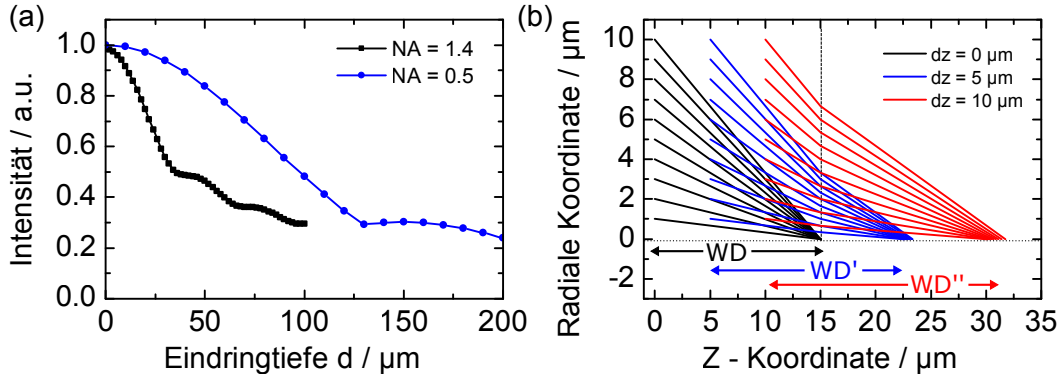 (a)
Intensität / a.u.
1.0
0.8
0.6
0.4
0.2
0.0
NA = 1.4
NA = 0.5
0 50 100 150 200
Eindringtiefe d / μm
(b)
Radiale Koordinate / μm
10
8
6
4
2
0
-2
dz = 0 μm
dz = 5 μm
dz = 10 μm
WD
WD'
WD''
0 5 10 15 20 25 30 35
Z - Koordinate / μm